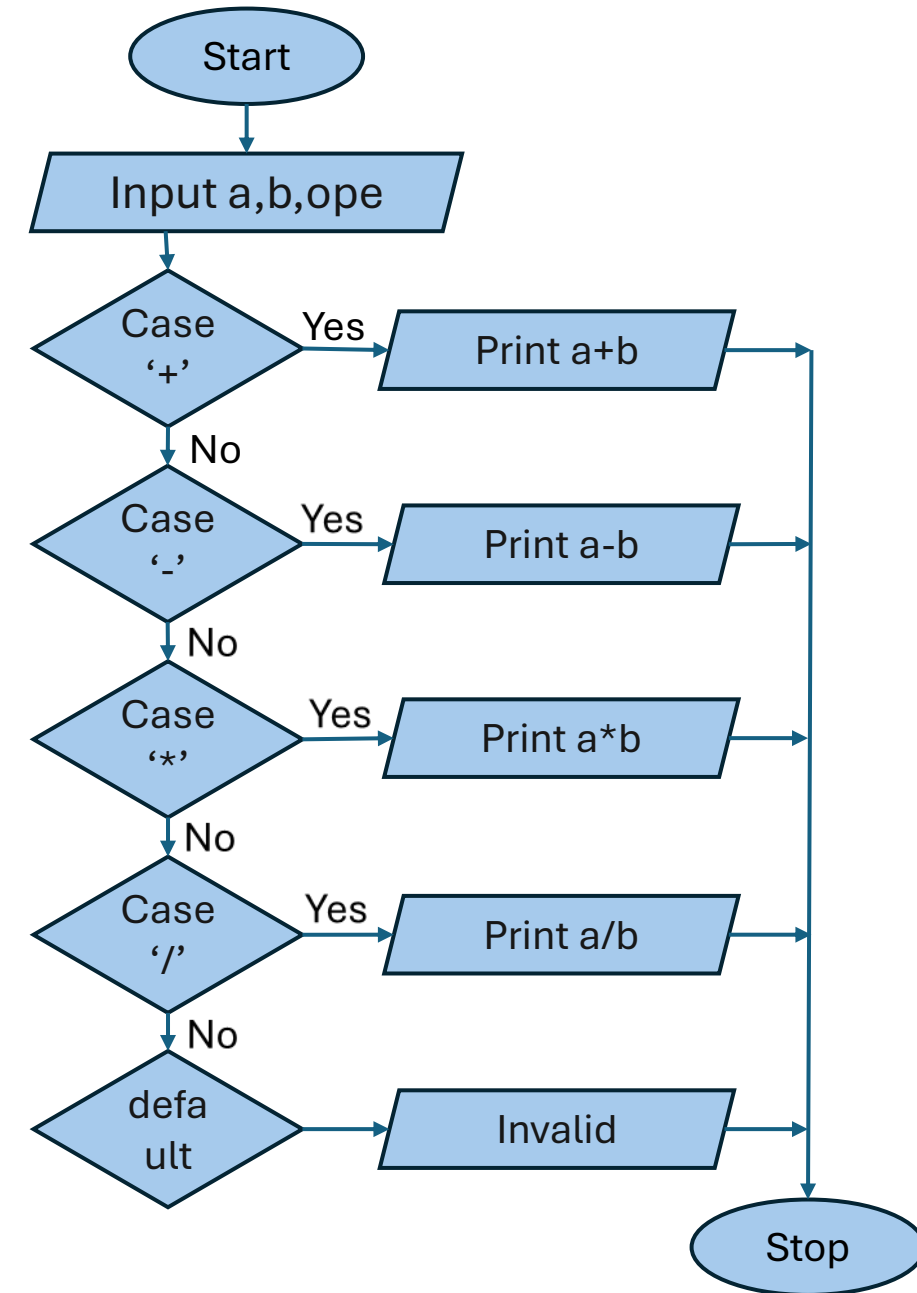 Start
Input a,b,ope
Case
‘+’
Yes
Print a+b
No
Case
‘-’
Yes
Print a-b
No
Case
‘*’
Yes
Print a*b
No
Case
‘/’
Yes
Print a/b
No
defa
ult
Invalid
Stop